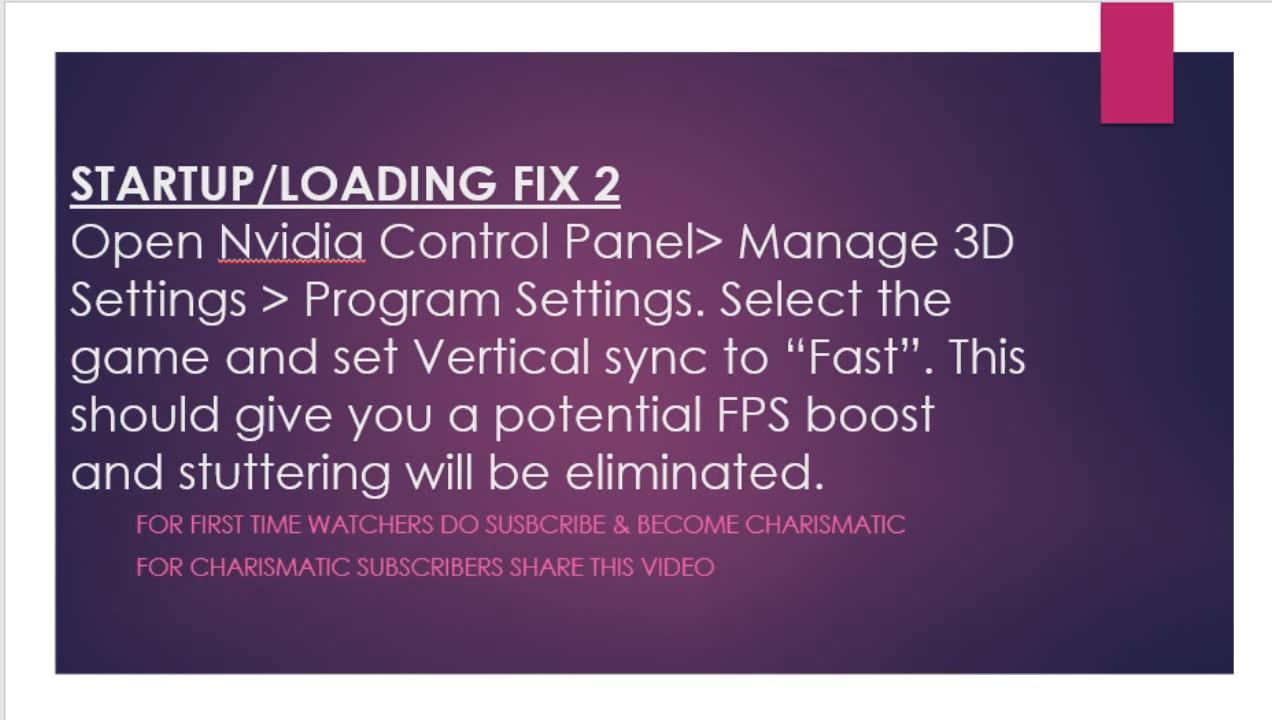 STARTUP/LOADING FIX 2
Open Nvidia Control Panel> Manage 3D
Settings > Program Settings. Select the
game and set Vertical sync to “Fast”. This
should give you a potential FPS boost
and stuttering will be eliminated.
FOR FIRST TIME WATCHERS DO SUSBCRIBE & BECOME CHARISMATIC
FOR CHARISMATIC SUBSCRIBERS SHARE THIS VIDEO